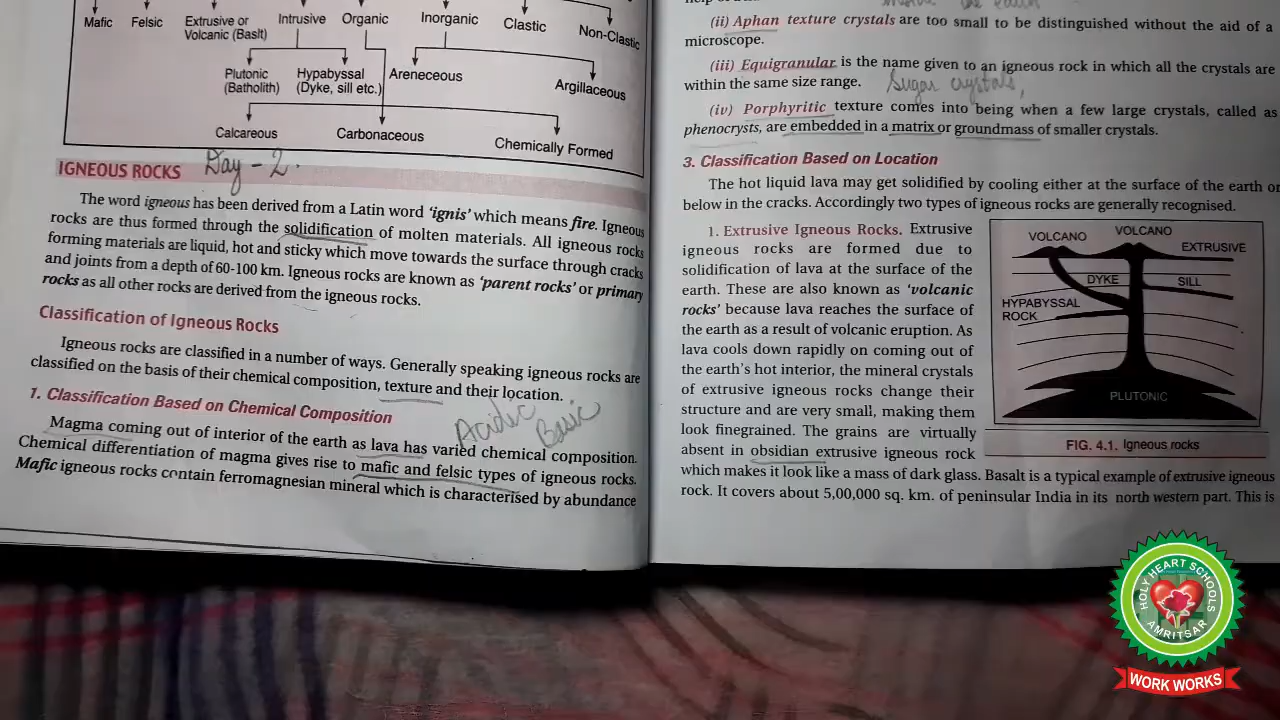 Mafic Felsic Extrusive or Intrusive Organic Inorganic Clastic Non-Clastic
Volcanic (Baslt)
Plutonic Hypabyssal Areneceous Argillaceous
(Batholith) (Dyke, sill etc.)
Calcareous Carbonaceous Chemically Formed
IGNEOUS ROCKS Day - 2.
The word igneous has been derived from a Latin word 'ignis' which means fire. Igneous
rocks are thus formed through the solidification of molten materials. All igneous rocks
forming materials are liquid, hot and sticky which move towards the surface through cracks
and joints from a depth of 60-100 km. Igneous rocks are known as 'parent rocks' or primary
rocks as all other rocks are derived from the igneous rocks.
Classification of Igneous Rocks
Igneous rocks are classified in a number of ways. Generally speaking igneous rocks are
classified on the basis of their chemical composition, texture and their location.
1. Classification Based on Chemical Composition
Acidic Basic
Magma coming out of interior of the earth as lava has varied chemical composition.
Chemical differentiation of magma gives rise to mafic and felsic types of igneous rocks.
Mafic igneous rocks contain ferromagnesian mineral which is characterised by abundance
(ii) Aphan texture crystals are too small to be distinguished without the aid of a
microscope.
(iii) Equigranular is the name given to an igneous rock in which all the crystals are
within the same size range. Sugar crystals,
(iv) Porphyritic texture comes into being when a few large crystals, called as
phenocrysts, are embedded in a matrix or groundmass of smaller crystals.
3. Classification Based on Location
The hot liquid lava may get solidified by cooling either at the surface of the earth or
below in the cracks. Accordingly two types of igneous rocks are generally recognised.
1. Extrusive Igneous Rocks. Extrusive
igneous rocks are formed due to
solidification of lava at the surface of the
earth. These are also known as 'volcanic
rocks' because lava reaches the surface of
the earth as a result of volcanic eruption. As
lava cools down rapidly on coming out of
the earth's hot interior, the mineral crystals
of extrusive igneous rocks change their
structure and are very small, making them
look finegrained. The grains are virtually
absent in obsidian extrusive igneous rock
which makes it look like a mass of dark glass. Basalt is a typical example of extrusive igneous
rock. It covers about 5,00,000 sq. km. of peninsular India in its north western part. This is
VOLCANO VOLCANO
EXTRUSIVE
DYKE SILL
HYPABYSSAL
ROCK
PLUTONIC
FIG. 4.1. Igneous rocks
HOLY HEART SCHOOLS
AMRITSAR
WORK WORKS